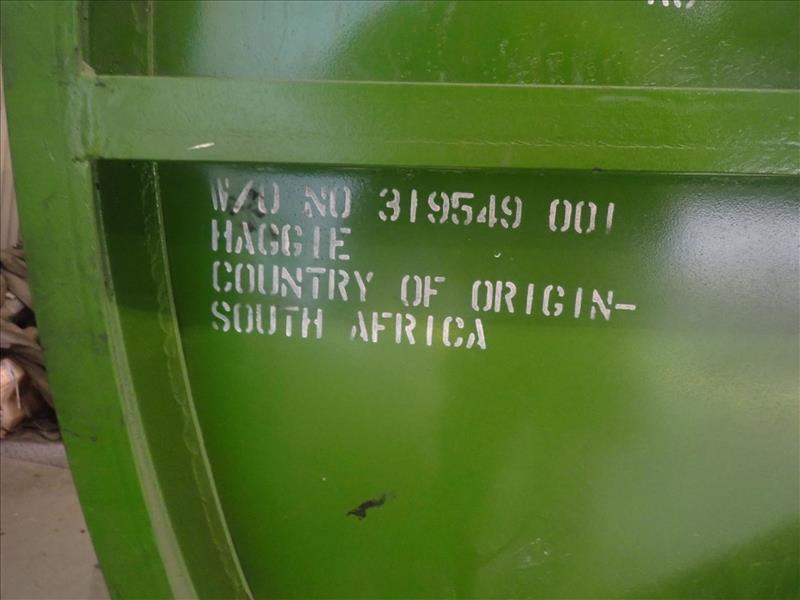 W/O NO 319549 001
HAGGIE
COUNTRY OF ORIGIN-
SOUTH AFRICA